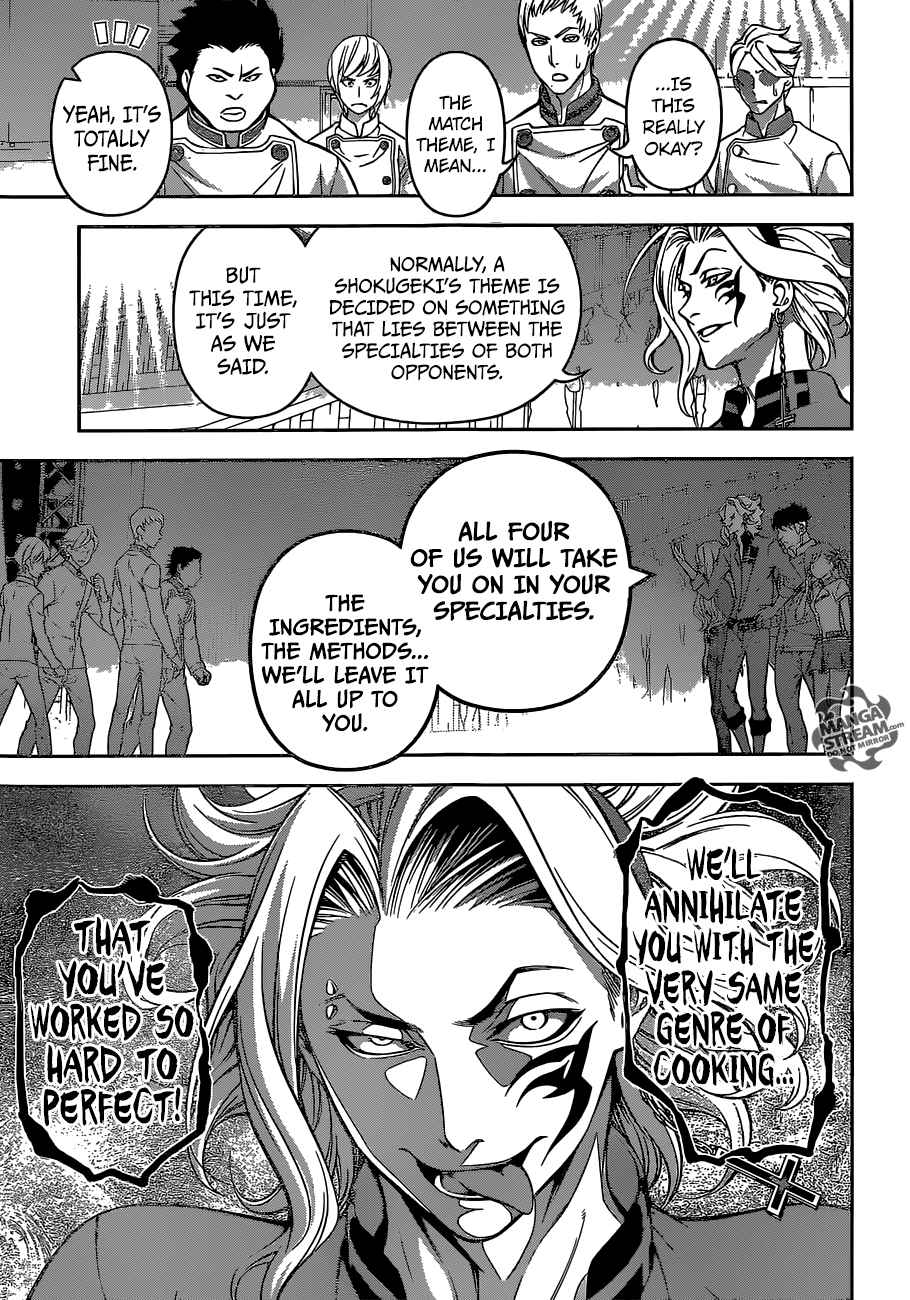 ...IS
THIS
REALLY
OKAY?
THE
MATCH
THEME, I
MEAN...
YEAH, IT'S
TOTALLY
FINE.
NORMALLY, A
SHOKUGEKI'S THEME IS
DECIDED ON SOMETHING
THAT LIES BETWEEN THE
SPECIALTIES OF BOTH
OPPONENTS.
BUT
THIS TIME,
IT'S JUST
AS WE
SAID.
ALL FOUR
OF US WILL TAKE
YOU ON IN YOUR
SPECIALTIES.
THE
INGREDIENTS,
THE METHODS...
WE'LL LEAVE IT
ALL UP TO
YOU.
MANGA
STREAM.com
DO NOT MIRROR
WE'LL
ANNIHILATE
YOU WITH THE
VERY SAME
GENRE OF
COOKING...
THAT
YOU'VE
WORKED SO
HARD TO
PERFECT!